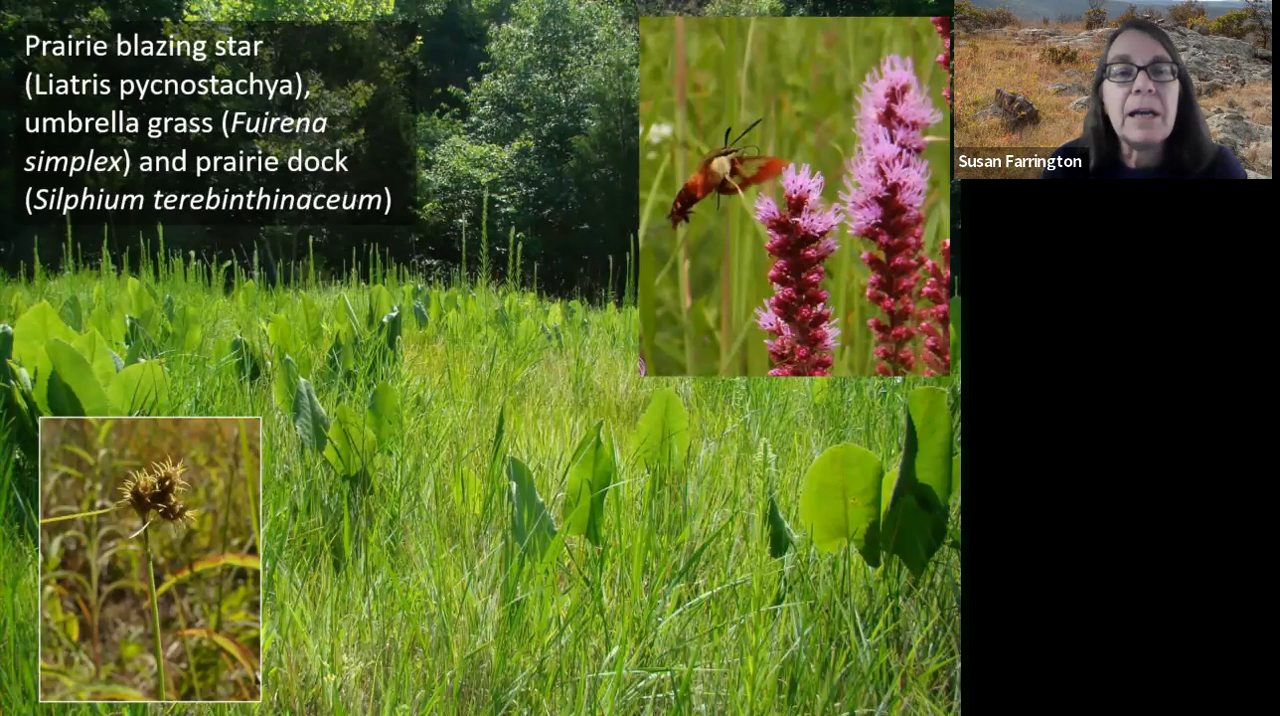 Prairie blazing star
(Liatris pycnostachya),
umbrella grass (Fuirena
simplex) and prairie dock
(Silphium terebinthinaceum)
Susan Farrington